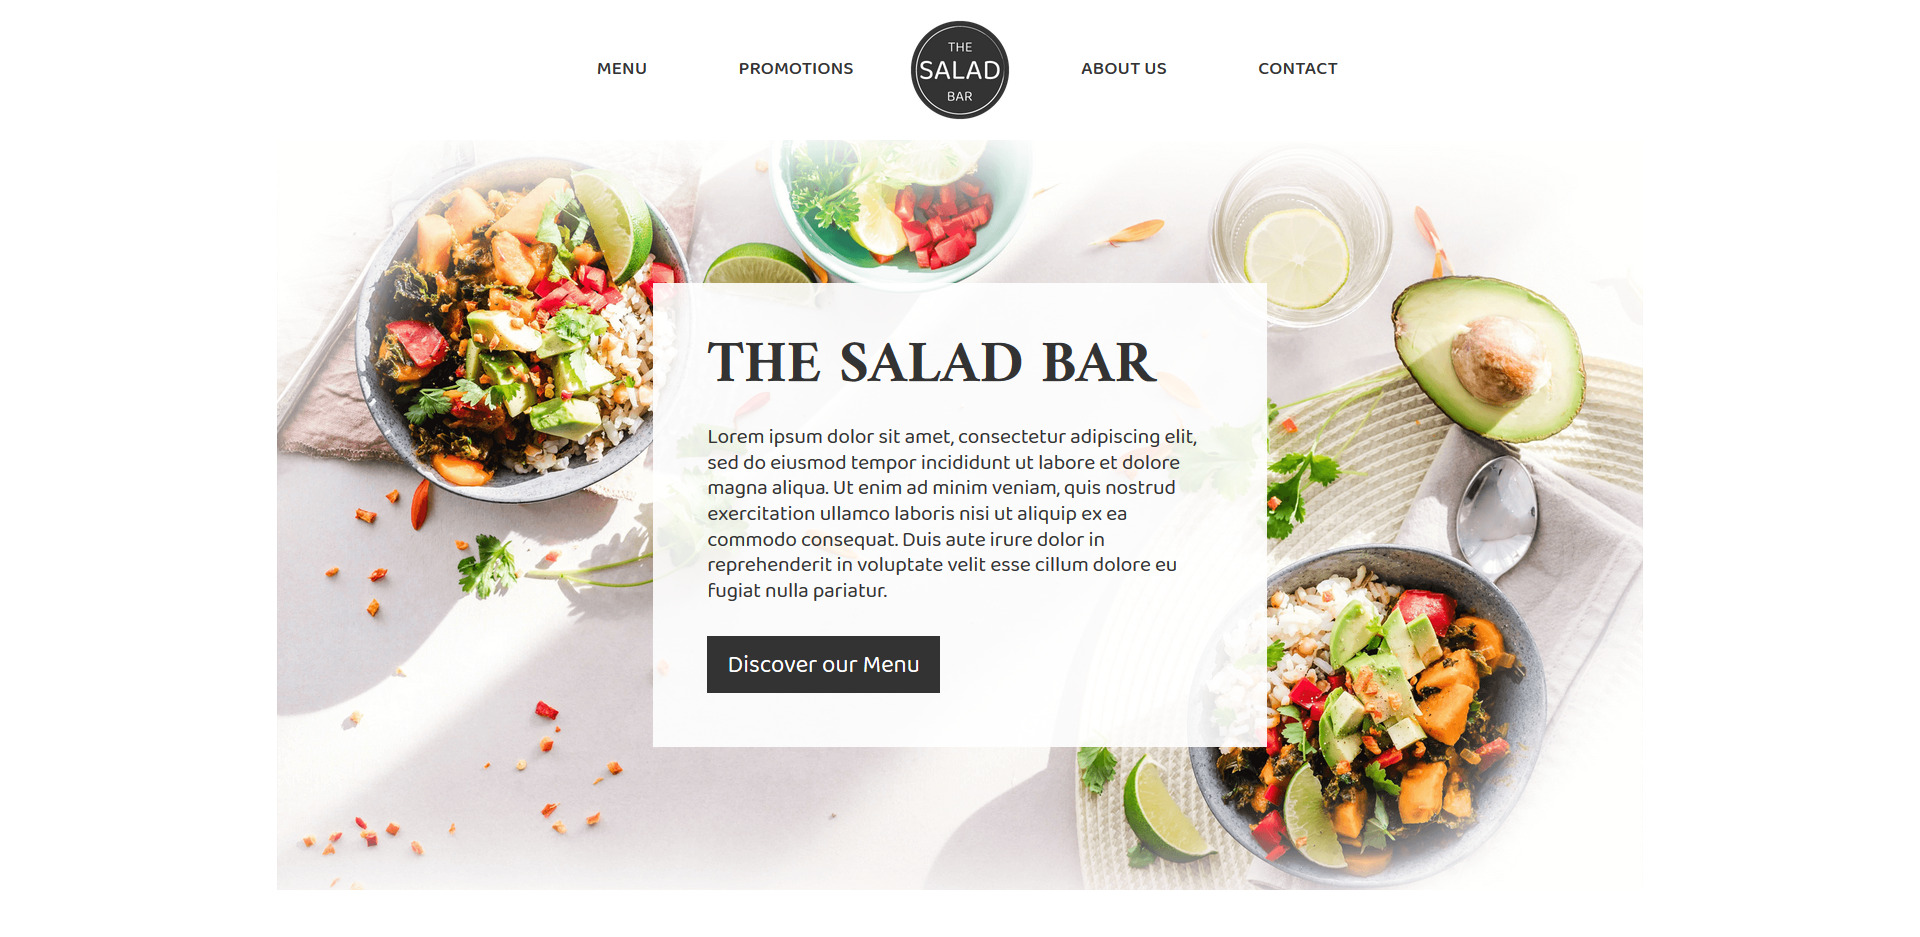 MENU
PROMOTIONS
THE
SALAD
BAR
ABOUT US
CONTACT
THE SALAD BAR
Lorem ipsum dolor sit amet, consectetur adipiscing elit,
sed do eiusmod tempor incididunt ut labore et dolore
magna aliqua. Ut enim ad minim veniam, quis nostrud
exercitation ullamco laboris nisi ut aliquip ex ea
commodo consequat. Duis aute irure dolor in
reprehenderit in voluptate velit esse cillum dolore eu
fugiat nulla pariatur.
Discover our Menu